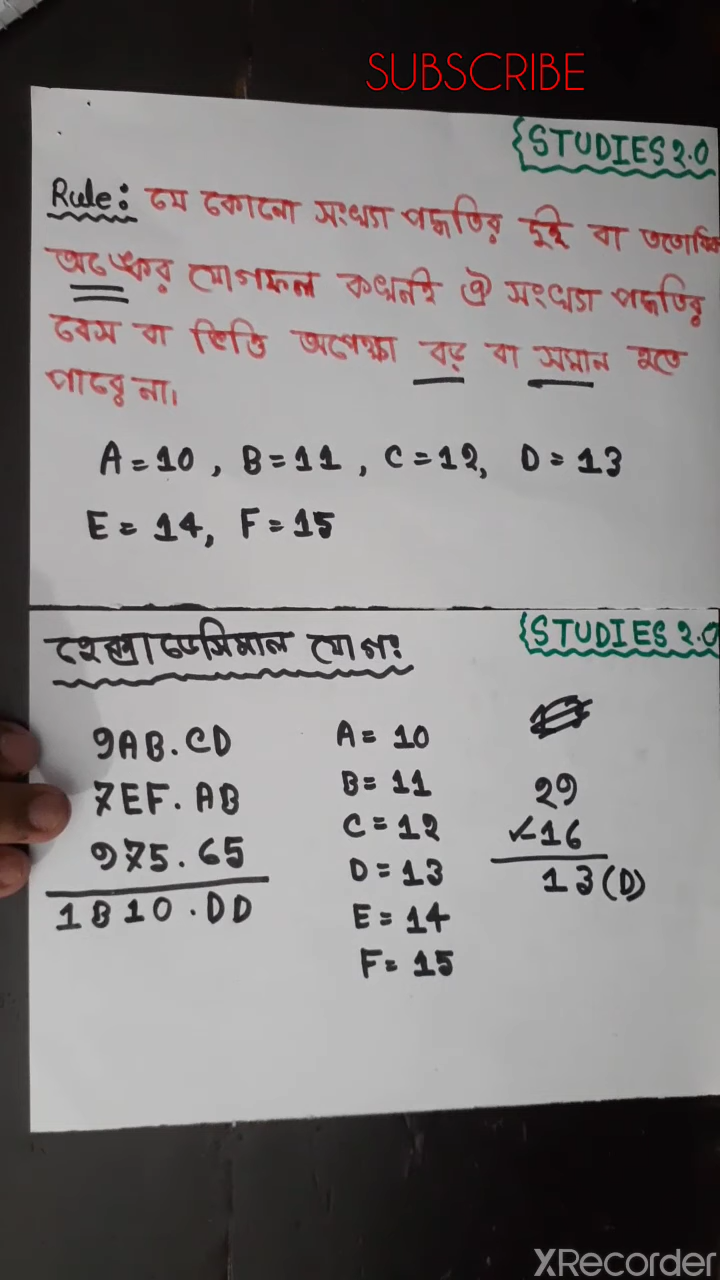 SUBSCRIBE
{STUDIES 2.0
Rule: যে কোনো সংখ্যা পদ্ধতির দুই বা ততোধিক
অঙ্কের যোগফল কখনই ঐ সংখ্যা পদ্ধতির
বেস বা ভিত্তি অপেক্ষা বড় বা সমান হতে
পারবে না।
A = 10 , B = 11 , C = 12, D = 13
E = 14, F = 15
হেক্সাডেসিমাল যোগঃ {STUDIES 2.0
9AB.CD A = 10
7EF.AB B = 11 29
975.65 C = 12 -16
1B10.DD D = 13 13(D)
E = 14
F = 15
XRecorder